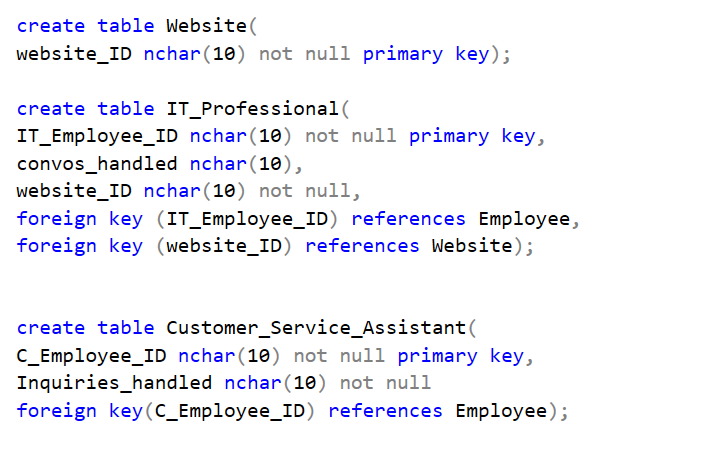 create table Website(
website_ID nchar(10) not null primary key);
create table IT_Professional(
IT_Employee_ID nchar(10) not null primary key,
convos_handled nchar(10),
website_ID nchar(10) not null,
foreign key (IT_Employee_ID) references Employee,
foreign key (website_ID) references Website);
create table Customer_Service_Assistant(
C_Employee_ID nchar(10) not null primary key,
Inquiries_handled nchar(10) not null
foreign key(C_Employee_ID) references Employee);